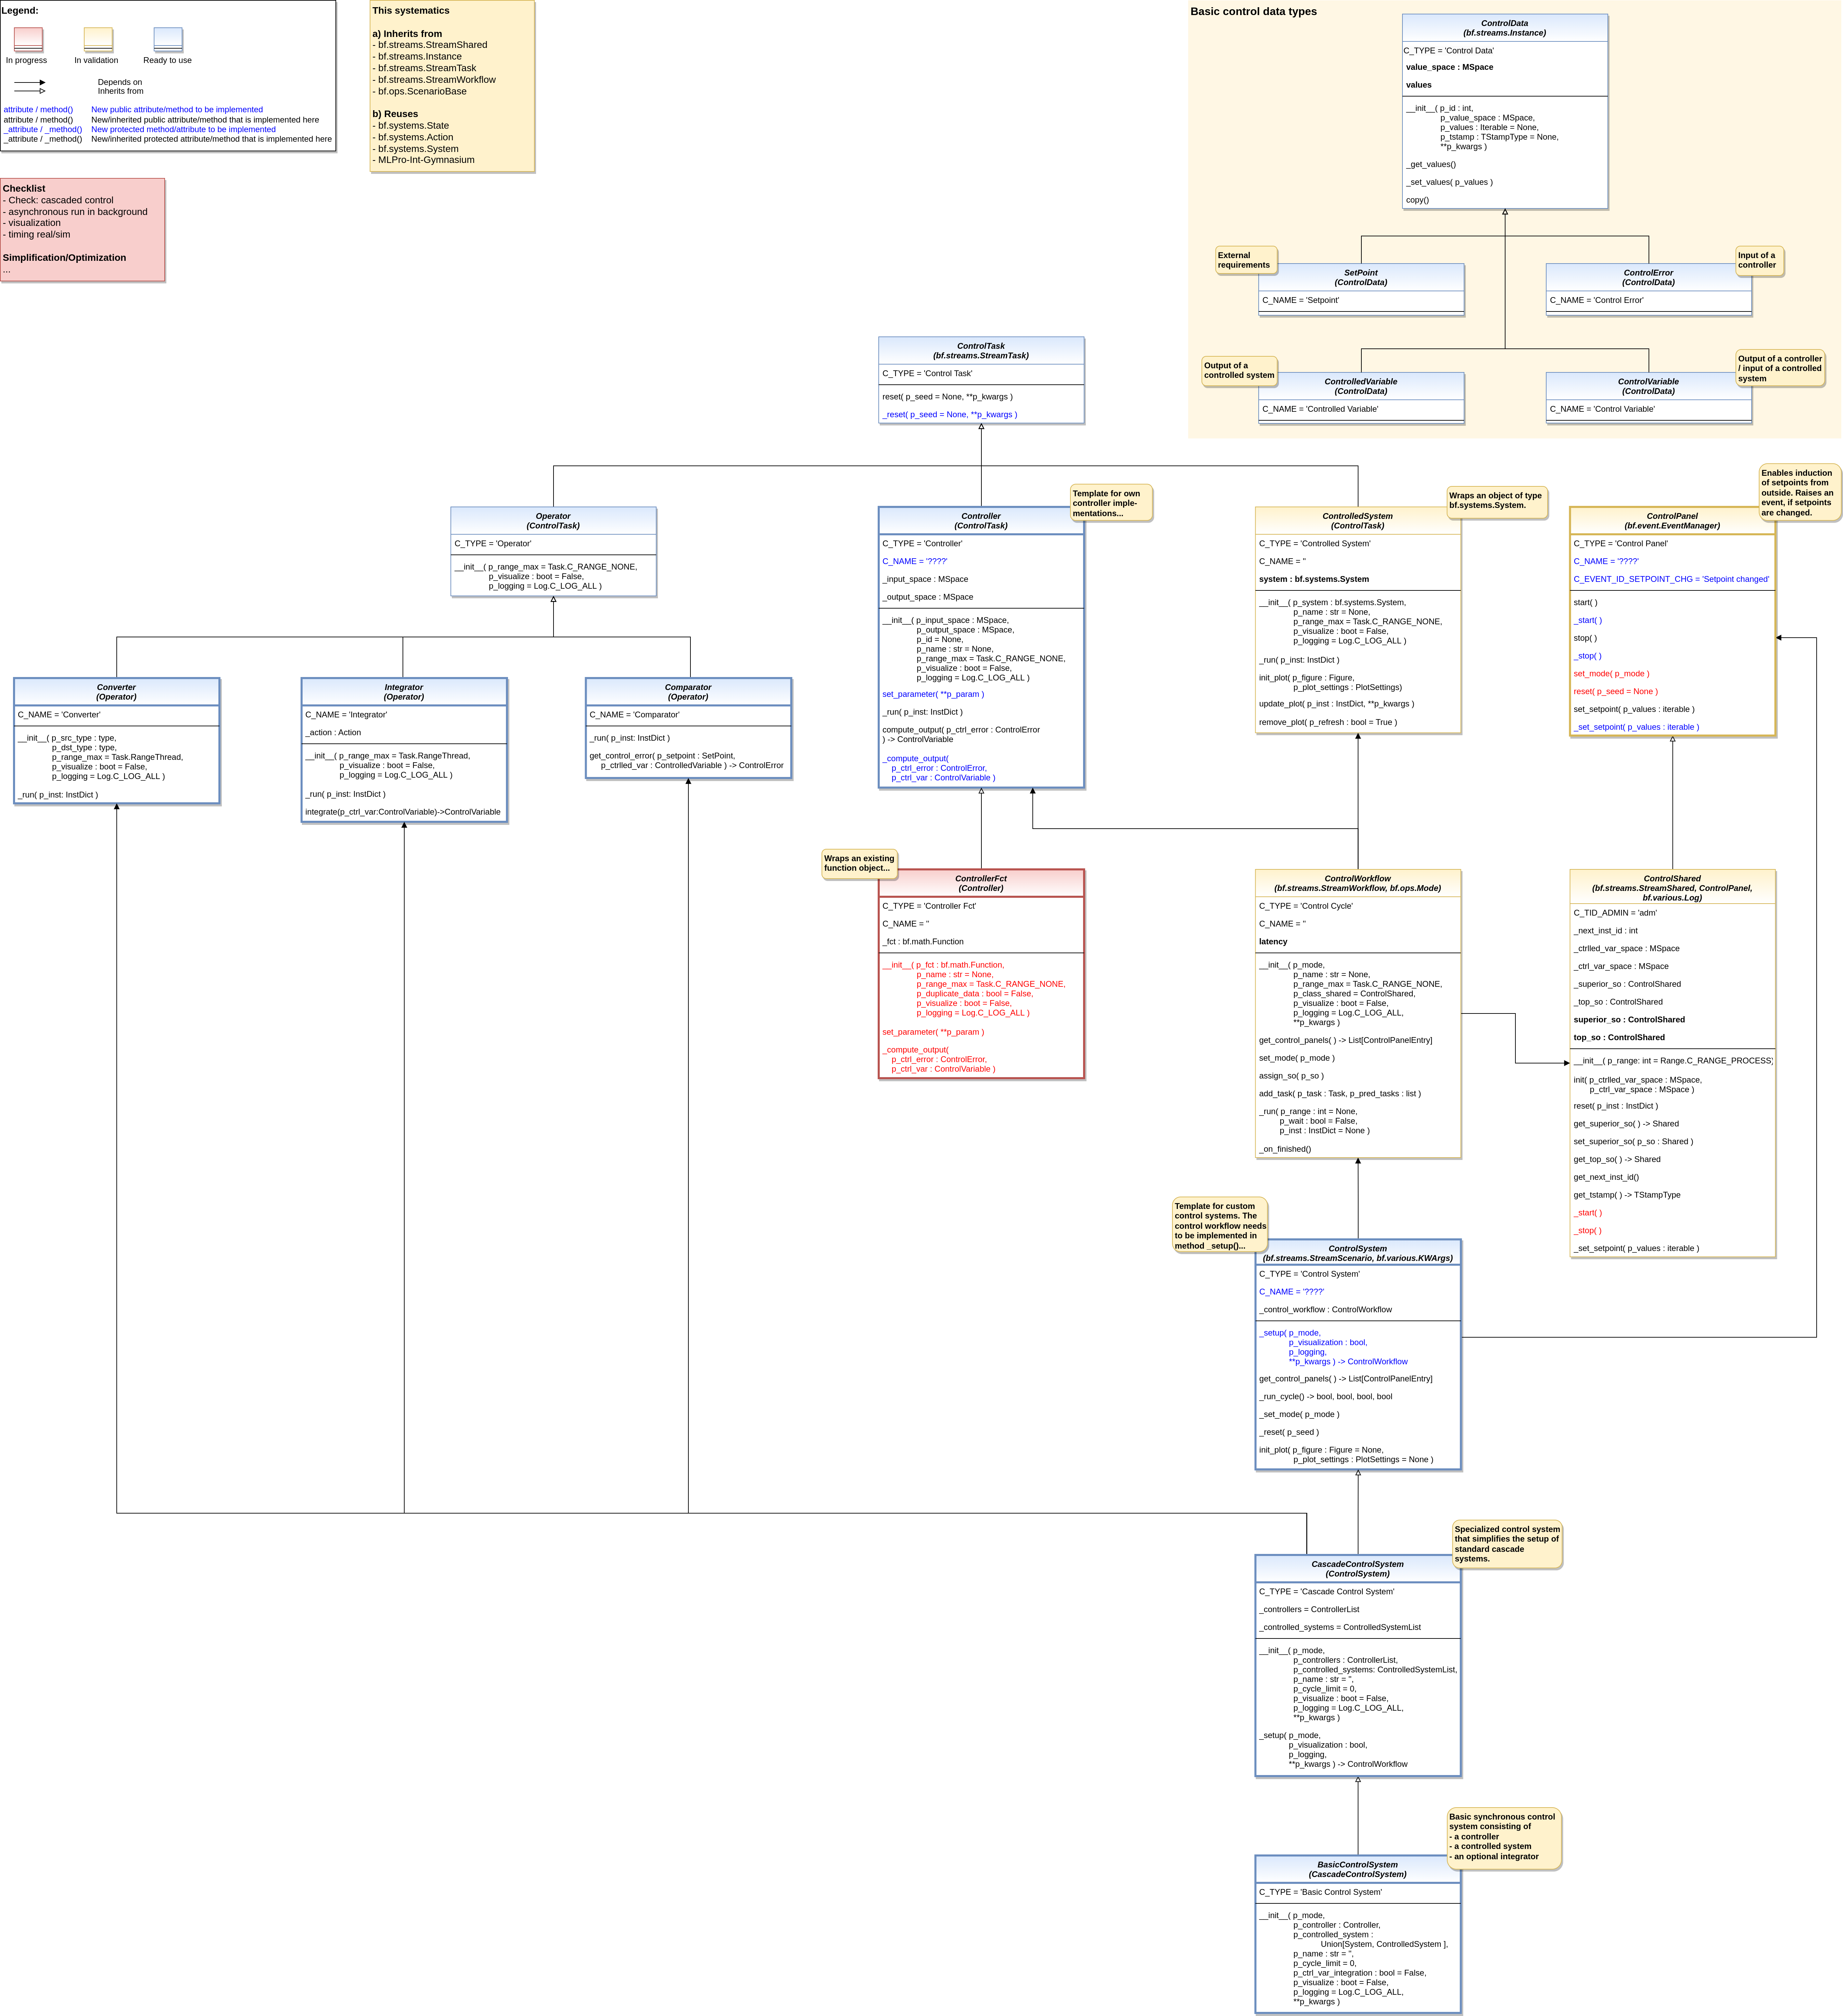 Legend:
In progress
In validation
Ready to use
Depends on
Inherits from
attribute / method()
New public attribute/method to be implemented
attribute / method()
New/inherited public attribute/method that is implemented here
_attribute / _method()
New protected method/attribute to be implemented
_attribute / _method()
New/inherited protected attribute/method that is implemented here
This systematics
a) Inherits from
- bf.streams.StreamShared
- bf.streams.Instance
- bf.streams.StreamTask
- bf.streams.StreamWorkflow
- bf.ops.ScenarioBase
b) Reuses
- bf.systems.State
- bf.systems.Action
- bf.systems.System
- MLPro-Int-Gymnasium
Checklist
- Check: cascaded control
- asynchronous run in background
- visualization
- timing real/sim
Simplification/Optimization
...
Basic control data types
ControlData
(bf.streams.Instance)
C_TYPE = 'Control Data'
value_space : MSpace
values
__init__( p_id : int,
p_value_space : MSpace,
p_values : Iterable = None,
p_tstamp : TStampType = None,
**p_kwargs )
_get_values()
_set_values( p_values )
copy()
External
requirements
SetPoint
(ControlData)
C_NAME = 'Setpoint'
Input of a
controller
ControlError
(ControlData)
C_NAME = 'Control Error'
Output of a
controlled system
ControlledVariable
(ControlData)
C_NAME = 'Controlled Variable'
Output of a controller
/ input of a controlled
system
ControlVariable
(ControlData)
C_NAME = 'Control Variable'
ControlTask
(bf.streams.StreamTask)
C_TYPE = 'Control Task'
reset( p_seed = None, **p_kwargs )
_reset( p_seed = None, **p_kwargs )
Operator
(ControlTask)
C_TYPE = 'Operator'
__init__( p_range_max = Task.C_RANGE_NONE,
p_visualize : boot = False,
p_logging = Log.C_LOG_ALL )
Template for own
controller imple-
mentations...
Controller
(ControlTask)
C_TYPE = 'Controller'
C_NAME = '????'
_input_space : MSpace
_output_space : MSpace
__init__( p_input_space : MSpace,
p_output_space : MSpace,
p_id = None,
p_name : str = None,
p_range_max = Task.C_RANGE_NONE,
p_visualize : boot = False,
p_logging = Log.C_LOG_ALL )
set_parameter( **p_param )
_run( p_inst: InstDict )
compute_output( p_ctrl_error : ControlError
) -> ControlVariable
_compute_output(
p_ctrl_error : ControlError,
p_ctrl_var : ControlVariable )
Wraps an object of type
bf.systems.System.
ControlledSystem
(ControlTask)
C_TYPE = 'Controlled System'
C_NAME = ''
system : bf.systems.System
__init__( p_system : bf.systems.System,
p_name : str = None,
p_range_max = Task.C_RANGE_NONE,
p_visualize : boot = False,
p_logging = Log.C_LOG_ALL )
_run( p_inst: InstDict )
init_plot( p_figure : Figure,
p_plot_settings : PlotSettings)
update_plot( p_inst : InstDict, **p_kwargs )
remove_plot( p_refresh : bool = True )
Enables induction
of setpoints from
outside. Raises an
event, if setpoints
are changed.
ControlPanel
(bf.event.EventManager)
C_TYPE = 'Control Panel'
C_NAME = '????'
C_EVENT_ID_SETPOINT_CHG = 'Setpoint changed'
start( )
_start( )
stop( )
_stop( )
set_mode( p_mode )
reset( p_seed = None )
set_setpoint( p_values : iterable )
_set_setpoint( p_values : iterable )
Converter
(Operator)
C_NAME = 'Converter'
__init__( p_src_type : type,
p_dst_type : type,
p_range_max = Task.RangeThread,
p_visualize : boot = False,
p_logging = Log.C_LOG_ALL )
_run( p_inst: InstDict )
Integrator
(Operator)
C_NAME = 'Integrator'
_action : Action
__init__( p_range_max = Task.RangeThread,
p_visualize : boot = False,
p_logging = Log.C_LOG_ALL )
_run( p_inst: InstDict )
integrate(p_ctrl_var:ControlVariable)->ControlVariable
Comparator
(Operator)
C_NAME = 'Comparator'
_run( p_inst: InstDict )
get_control_error( p_setpoint : SetPoint,
p_ctrlled_var : ControlledVariable ) -> ControlError
Wraps an existing
function object...
ControllerFct
(Controller)
C_TYPE = 'Controller Fct'
C_NAME = ''
_fct : bf.math.Function
__init__( p_fct : bf.math.Function,
p_name : str = None,
p_range_max = Task.C_RANGE_NONE,
p_duplicate_data : bool = False,
p_visualize : boot = False,
p_logging = Log.C_LOG_ALL )
set_parameter( **p_param )
_compute_output(
p_ctrl_error : ControlError,
p_ctrl_var : ControlVariable )
ControlWorkflow
(bf.streams.StreamWorkflow, bf.ops.Mode)
C_TYPE = 'Control Cycle'
C_NAME = ''
latency
__init__( p_mode,
p_name : str = None,
p_range_max = Task.C_RANGE_NONE,
p_class_shared = ControlShared,
p_visualize : boot = False,
p_logging = Log.C_LOG_ALL,
**p_kwargs )
get_control_panels( ) -> List[ControlPanelEntry]
set_mode( p_mode )
assign_so( p_so )
add_task( p_task : Task, p_pred_tasks : list )
_run( p_range : int = None,
p_wait : bool = False,
p_inst : InstDict = None )
_on_finished()
ControlShared
(bf.streams.StreamShared, ControlPanel,
bf.various.Log)
C_TID_ADMIN = 'adm'
_next_inst_id : int
_ctrlled_var_space : MSpace
_ctrl_var_space : MSpace
_superior_so : ControlShared
_top_so : ControlShared
superior_so : ControlShared
top_so : ControlShared
__init__( p_range: int = Range.C_RANGE_PROCESS)
init( p_ctrlled_var_space : MSpace,
p_ctrl_var_space : MSpace )
reset( p_inst : InstDict )
get_superior_so( ) -> Shared
set_superior_so( p_so : Shared )
get_top_so( ) -> Shared
get_next_inst_id()
get_tstamp( ) -> TStampType
_start( )
_stop( )
_set_setpoint( p_values : iterable )
Template for custom
control systems. The
control workflow needs
to be implemented in
method _setup()...
ControlSystem
(bf.streams.StreamScenario, bf.various.KWArgs)
C_TYPE = 'Control System'
C_NAME = '????'
_control_workflow : ControlWorkflow
_setup( p_mode,
p_visualization : bool,
p_logging,
**p_kwargs ) -> ControlWorkflow
get_control_panels( ) -> List[ControlPanelEntry]
_run_cycle() -> bool, bool, bool, bool
_set_mode( p_mode )
_reset( p_seed )
init_plot( p_figure : Figure = None,
p_plot_settings : PlotSettings = None )
Specialized control system
that simplifies the setup of
standard cascade
systems.
CascadeControlSystem
(ControlSystem)
C_TYPE = 'Cascade Control System'
_controllers = ControllerList
_controlled_systems = ControlledSystemList
__init__( p_mode,
p_controllers : ControllerList,
p_controlled_systems: ControlledSystemList,
p_name : str = '',
p_cycle_limit = 0,
p_visualize : boot = False,
p_logging = Log.C_LOG_ALL,
**p_kwargs )
_setup( p_mode,
p_visualization : bool,
p_logging,
**p_kwargs ) -> ControlWorkflow
Basic synchronous control
system consisting of
- a controller
- a controlled system
- an optional integrator
BasicControlSystem
(CascadeControlSystem)
C_TYPE = 'Basic Control System'
__init__( p_mode,
p_controller : Controller,
p_controlled_system :
Union[System, ControlledSystem ],
p_name : str = '',
p_cycle_limit = 0,
p_ctrl_var_integration : bool = False,
p_visualize : boot = False,
p_logging = Log.C_LOG_ALL,
**p_kwargs )